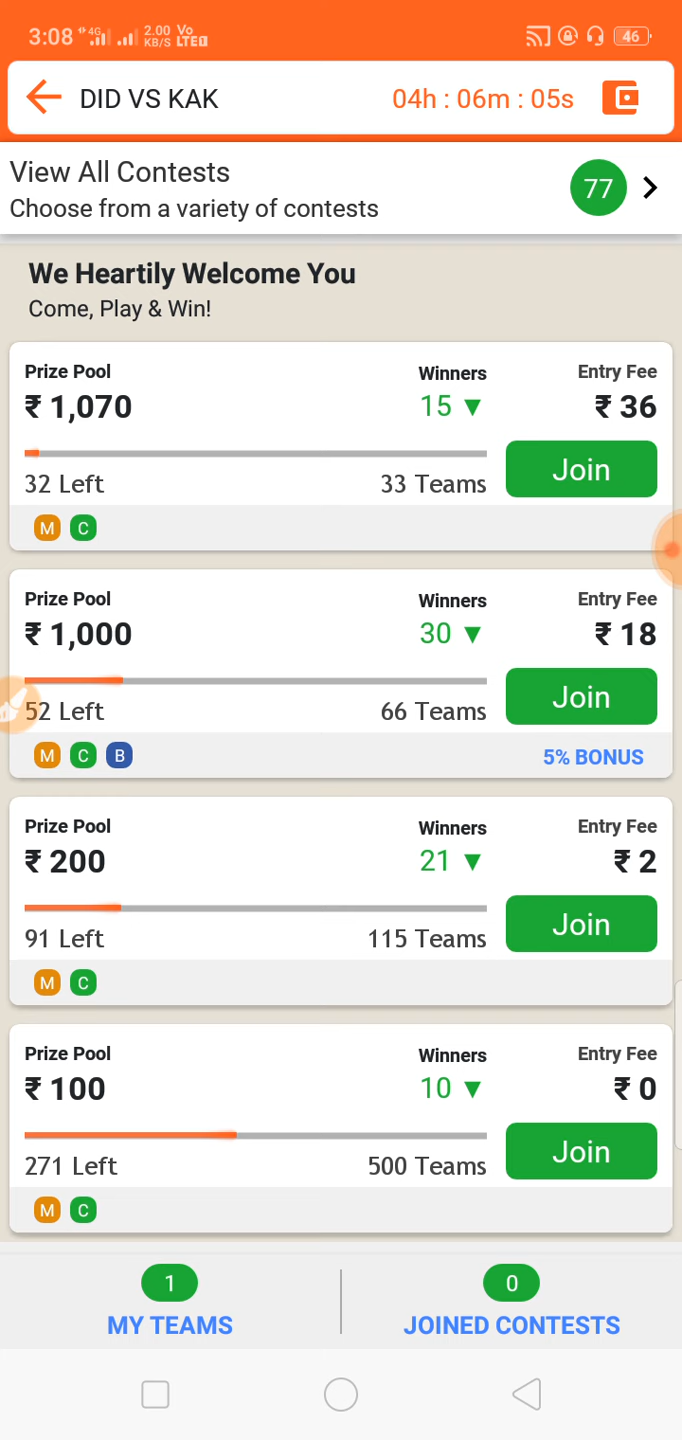 3:08 4G 2.00 KB/S Vo LTE 46
DID VS KAK 04h : 06m : 05s
View All Contests
Choose from a variety of contests
77
We Heartily Welcome You
Come, Play & Win!
Prize Pool Winners Entry Fee
₹ 1,070 15 ▼ ₹ 36
32 Left 33 Teams Join
M C
Prize Pool Winners Entry Fee
₹ 1,000 30 ▼ ₹ 18
52 Left 66 Teams Join
M C B 5% BONUS
Prize Pool Winners Entry Fee
₹ 200 21 ▼ ₹ 2
91 Left 115 Teams Join
M C
Prize Pool Winners Entry Fee
₹ 100 10 ▼ ₹ 0
271 Left 500 Teams Join
M C
1 0
MY TEAMS JOINED CONTESTS